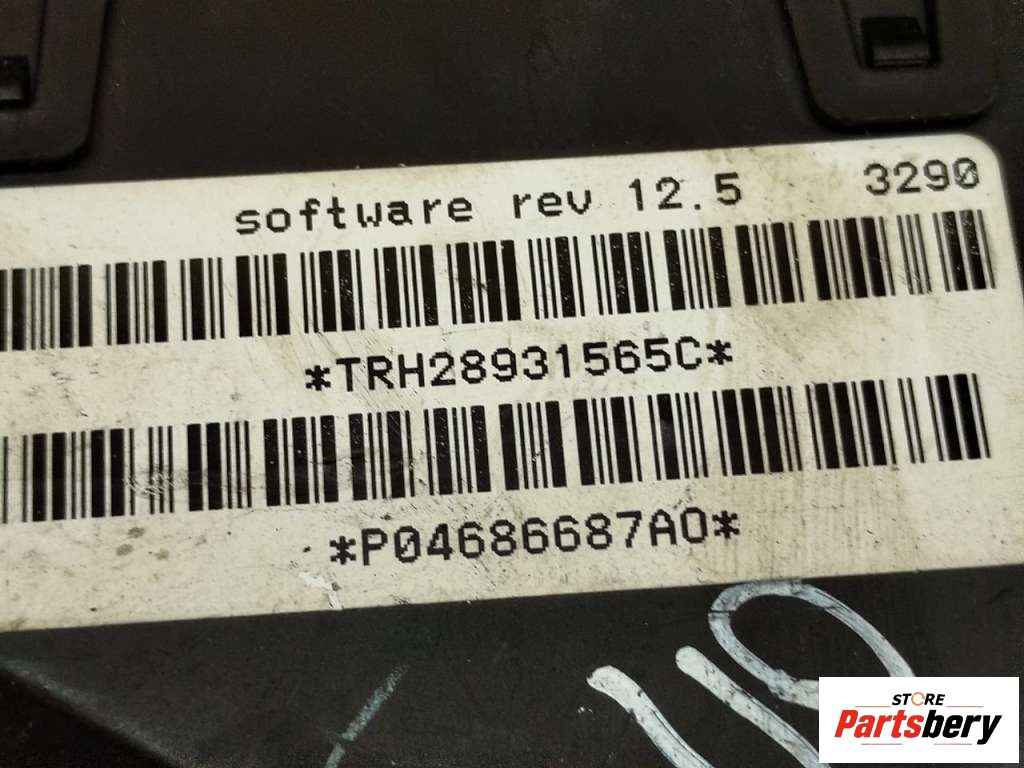 software rev 12.5 3290
*TRH28931565C*
*P04686687AO*
STORE
Partsbery